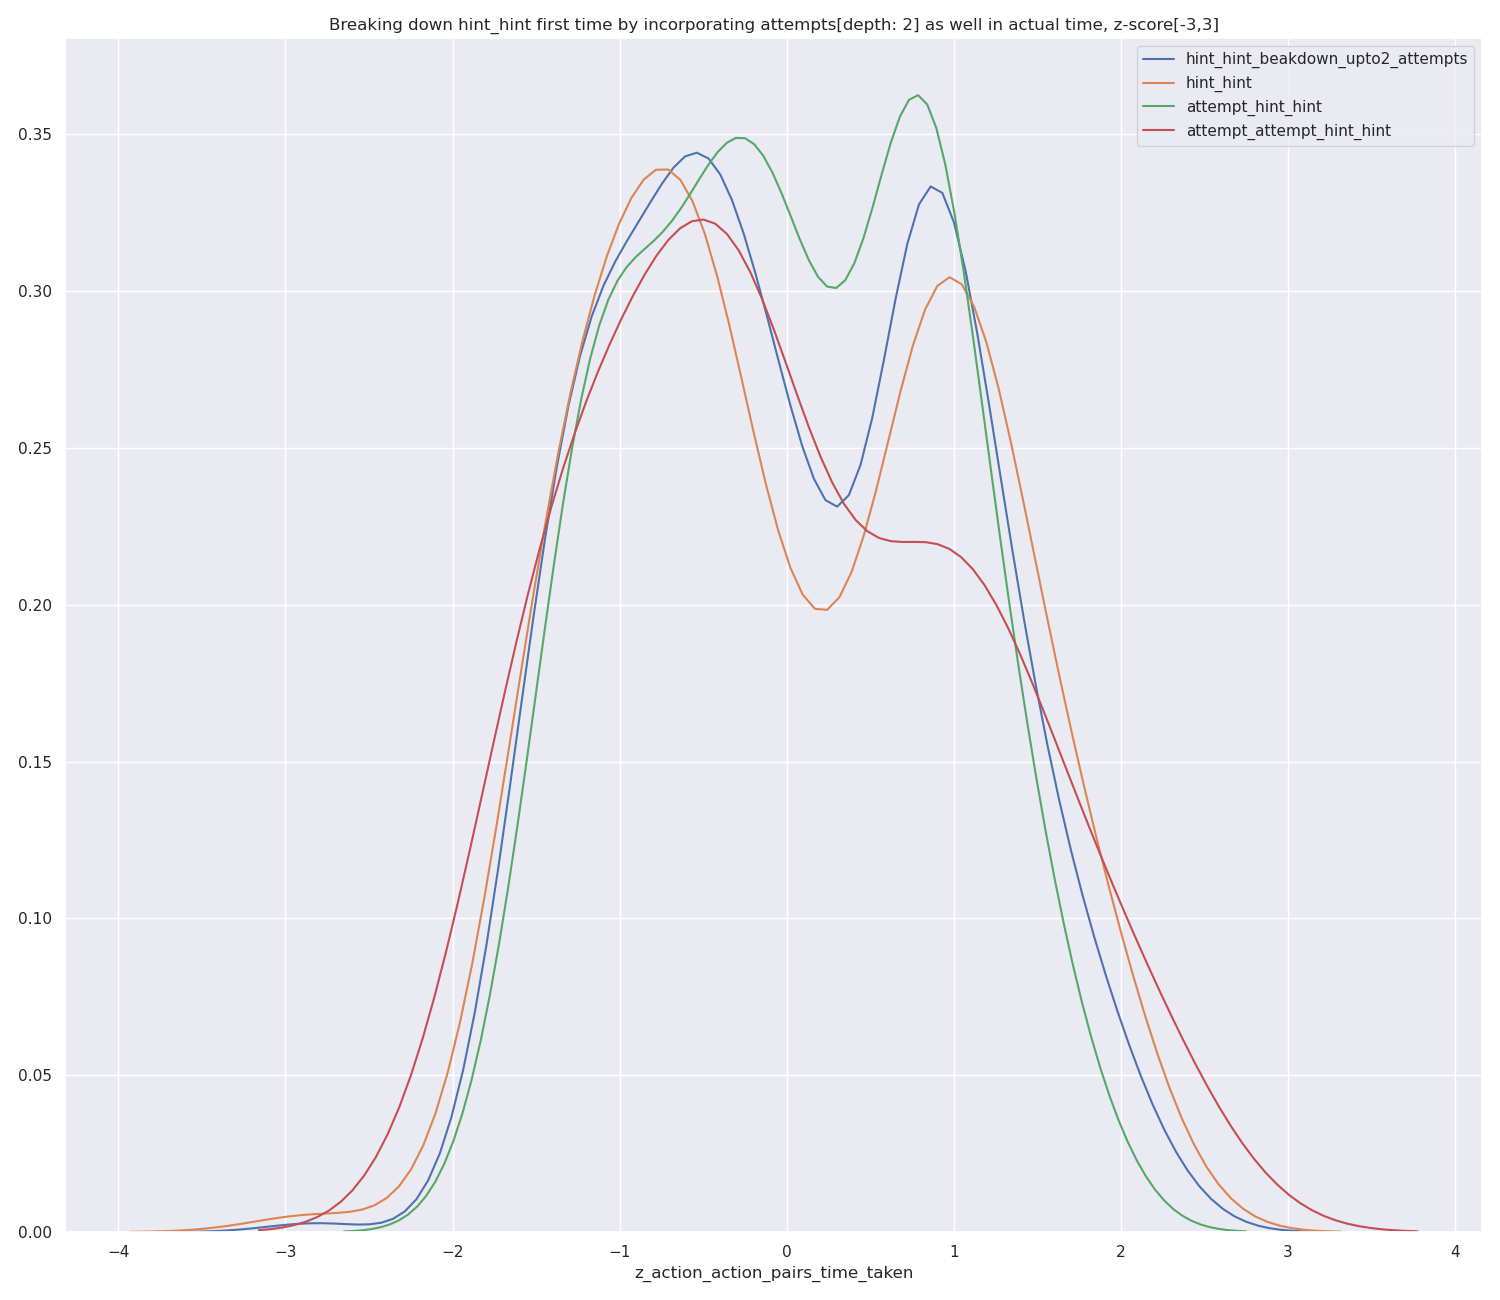 Breaking down hint_hint first time by incorporating attempts[depth: 2] as well in actual time, z-score[-3,3]
hint_hint_beakdown_upto2_attempts
hint_hint
attempt_hint_hint
attempt_attempt_hint_hint
0.35
0.30
0.25
0.20
0.15
0.10
0.05
0.00
−4 −3 −2 −1 0 1 2 3 4
z_action_action_pairs_time_taken